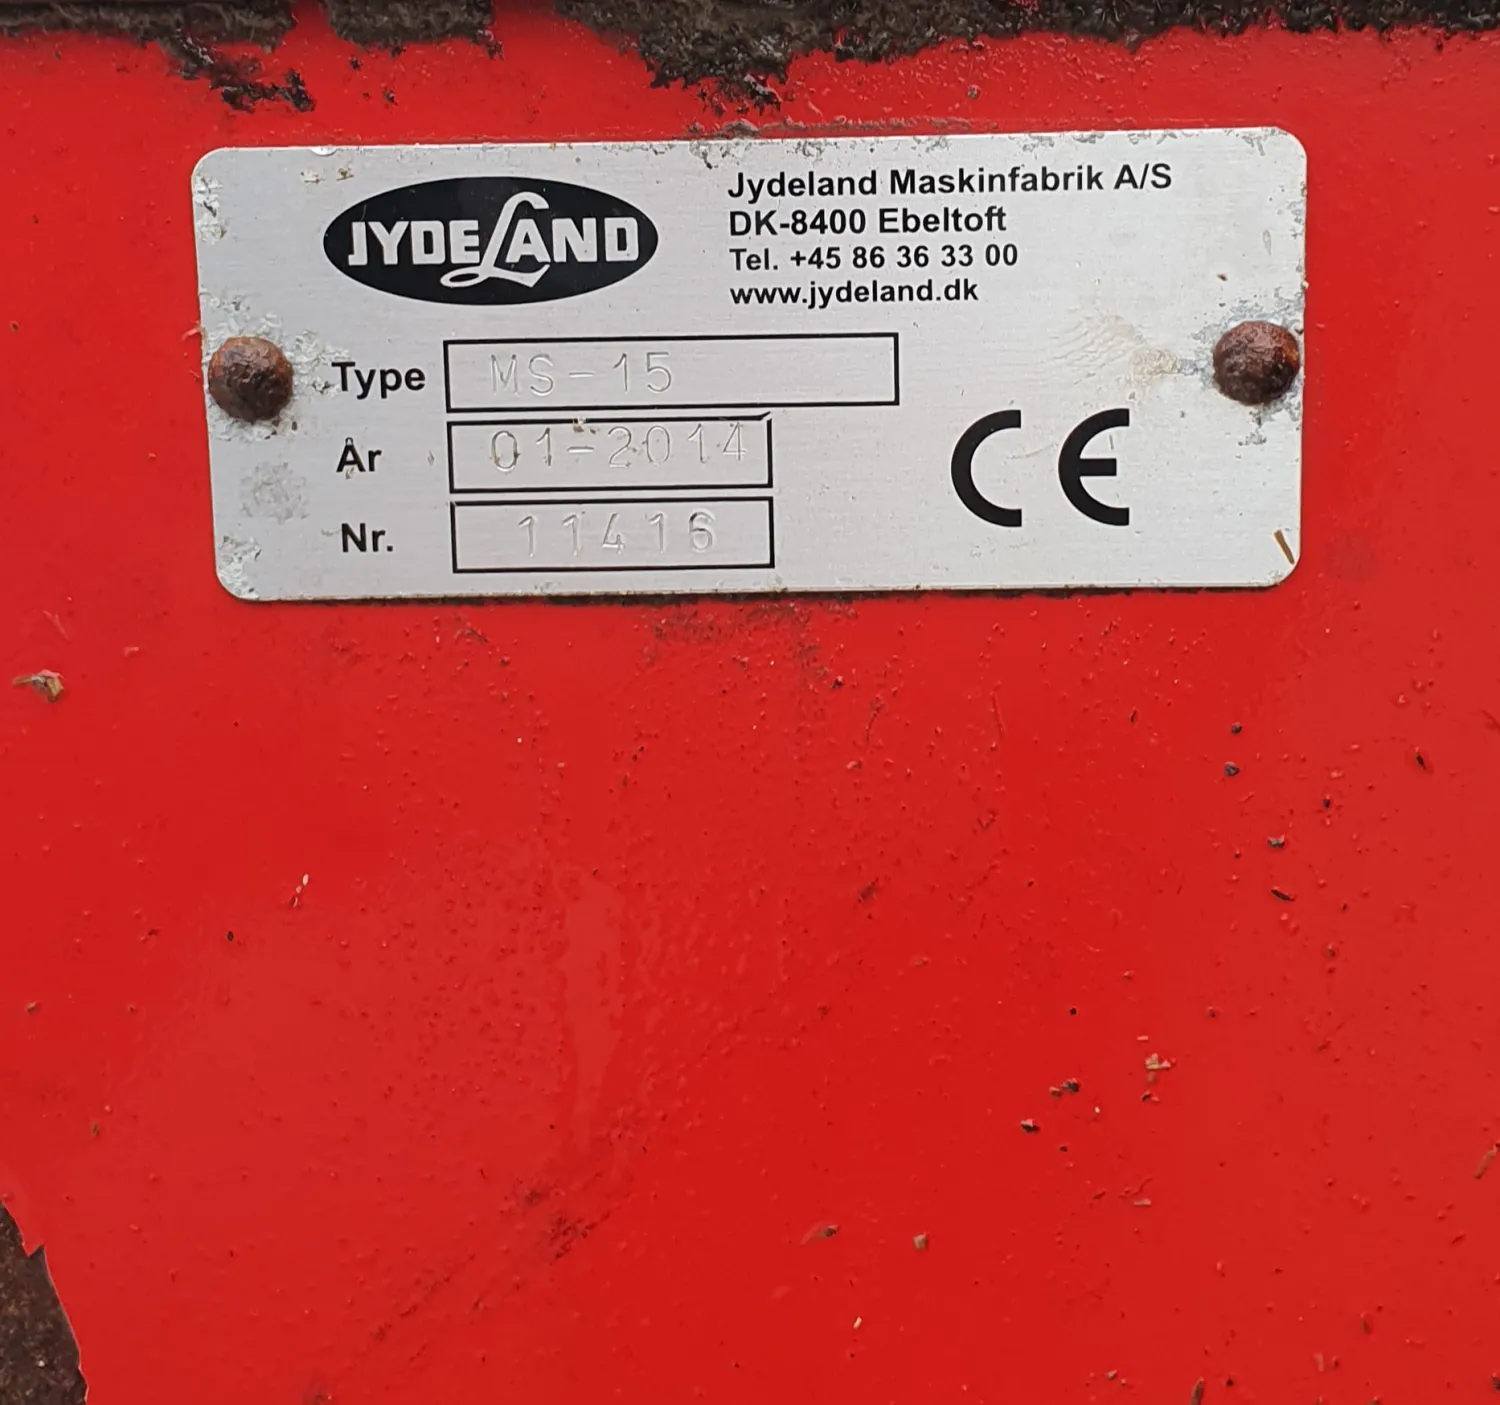 JYDELAND
Jydeland Maskinfabrik A/S
DK-8400 Ebeltoft
Tel. +45 86 36 33 00
www.jydeland.dk
Type MS-15
År 01-2014
Nr. 11416
CE